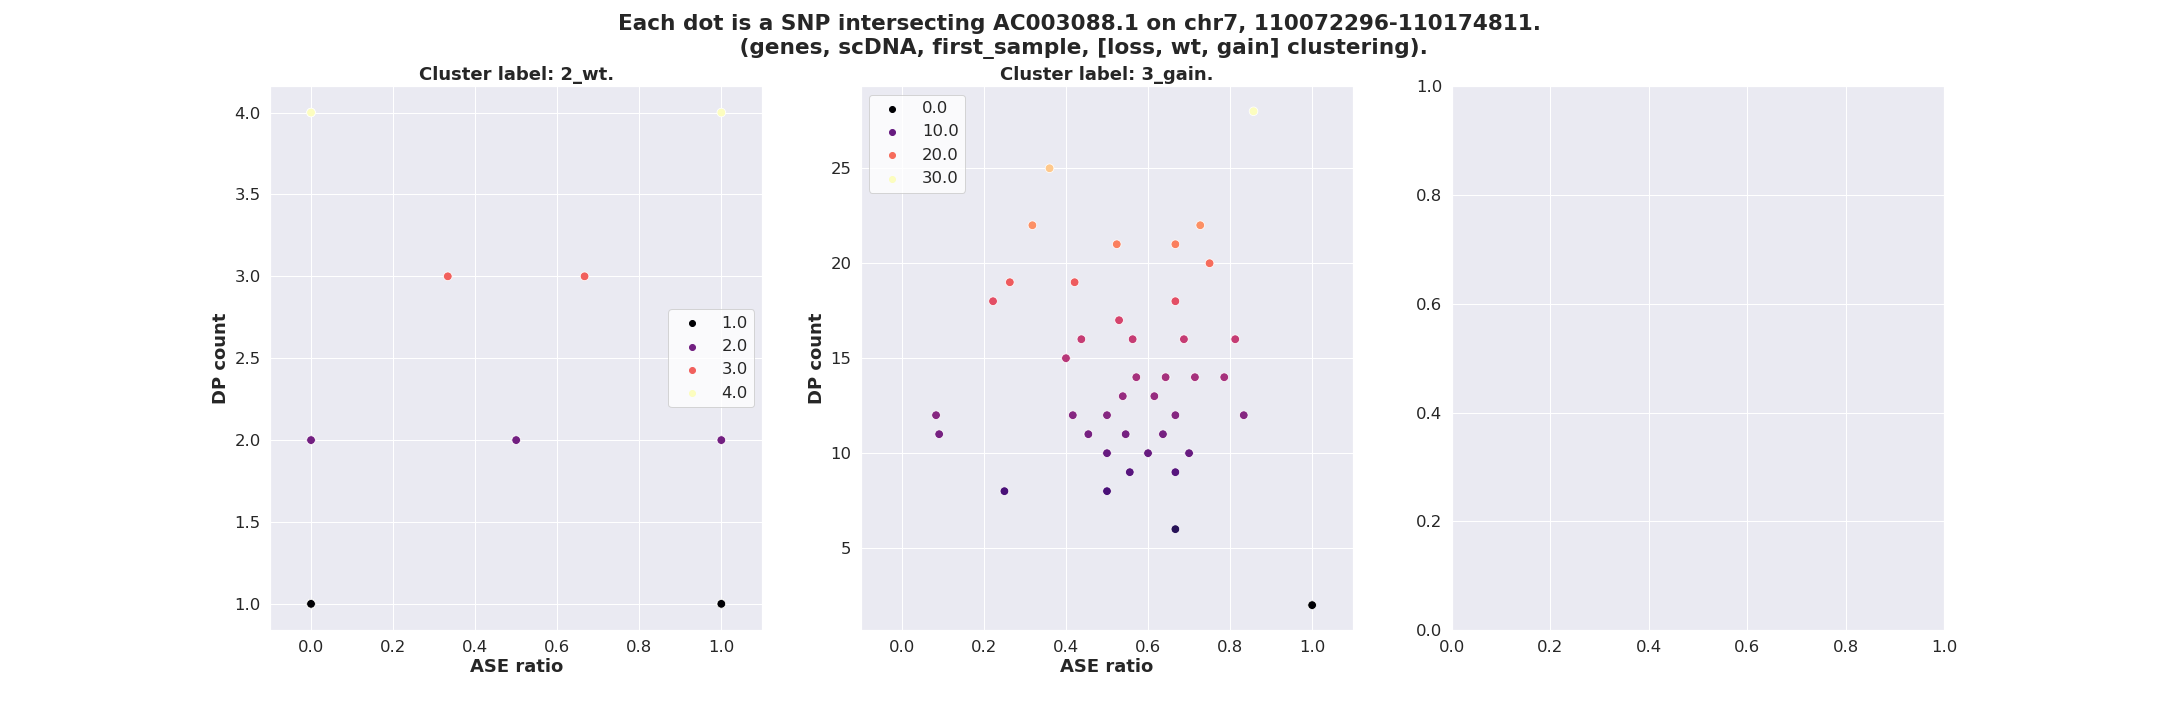 Each dot is a SNP intersecting AC003088.1 on chr7, 110072296-110174811.
(genes, scDNA, first_sample, [loss, wt, gain] clustering).
Cluster label: 2_wt.
4.0
3.5
3.0
2.5
2.0
1.5
1.0
DP count
1.0
2.0
3.0
4.0
0.0 0.2 0.4 0.6 0.8 1.0
ASE ratio
Cluster label: 3_gain.
0.0
10.0
20.0
30.0
25
20
15
10
5
DP count
0.0 0.2 0.4 0.6 0.8 1.0
ASE ratio
1.0
0.8
0.6
0.4
0.2
0.0
0.0 0.2 0.4 0.6 0.8 1.0